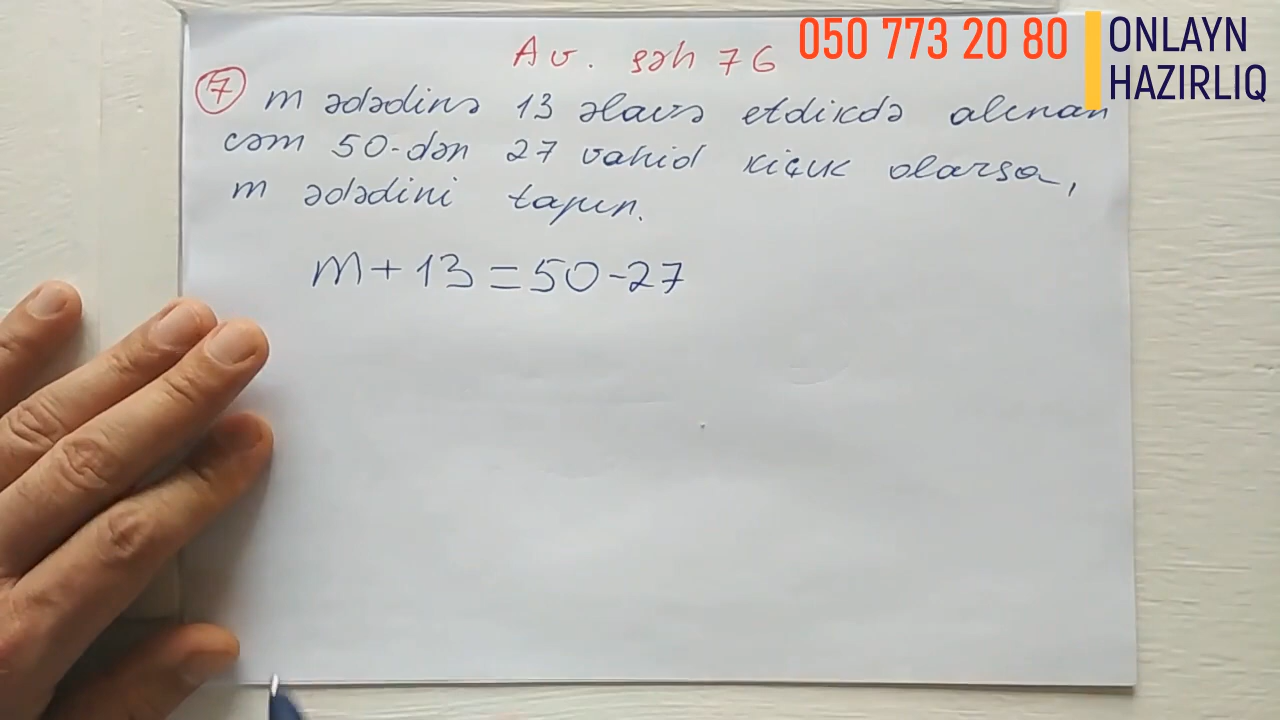 Av. səh 76
050 773 20 80
ONLAYN
HAZIRLIQ
7 m ədədinə 13 əlavə etdikdə alınan
cəm 50-dən 27 vahid kiçik olarsa,
m ədədini tapın.
m + 13 = 50 - 27